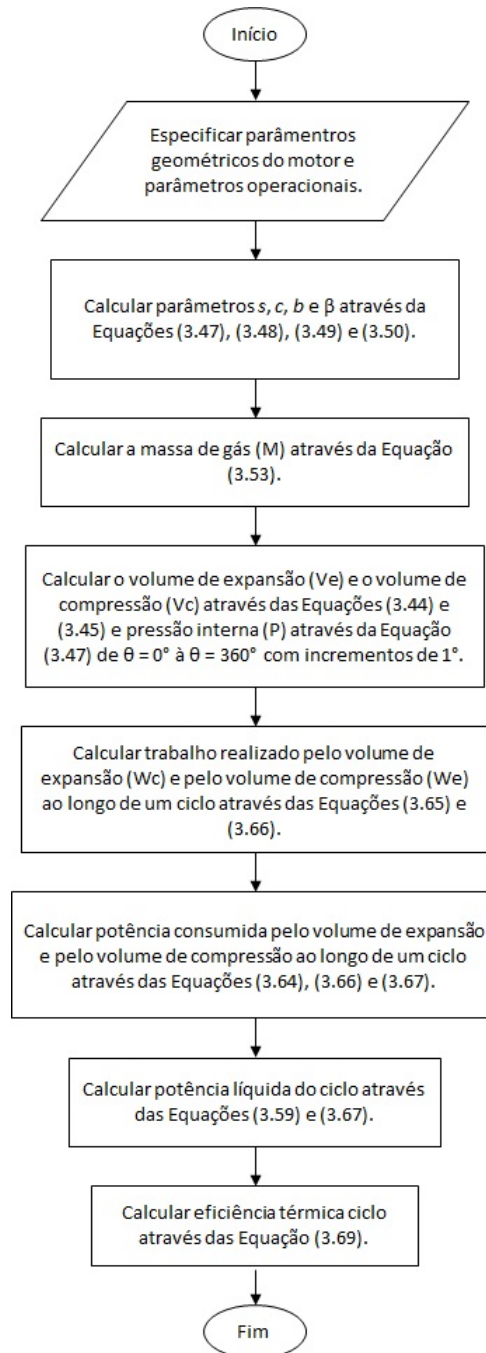 Início
Especificar parâmentros
geométricos do motor e
parâmetros operacionais.
Calcular parâmetros s, c, b e β através da
Equações (3.47), (3.48), (3.49) e (3.50).
Calcular a massa de gás (M) através da Equação
(3.53).
Calcular o volume de expansão (Ve) e o volume de
compressão (Vc) através das Equações (3.44) e
(3.45) e pressão interna (P) através da Equação
(3.47) de θ = 0° à θ = 360° com incrementos de 1°.
Calcular trabalho realizado pelo volume de
expansão (Wc) e pelo volume de compressão (We)
ao longo de um ciclo através das Equações (3.65) e
(3.66).
Calcular potência consumida pelo volume de expansão
e pelo volume de compressão ao longo de um ciclo
através das Equações (3.64), (3.66) e (3.67).
Calcular potência líquida do ciclo através
das Equações (3.59) e (3.67).
Calcular eficiência térmica ciclo
através das Equação (3.69).
Fim